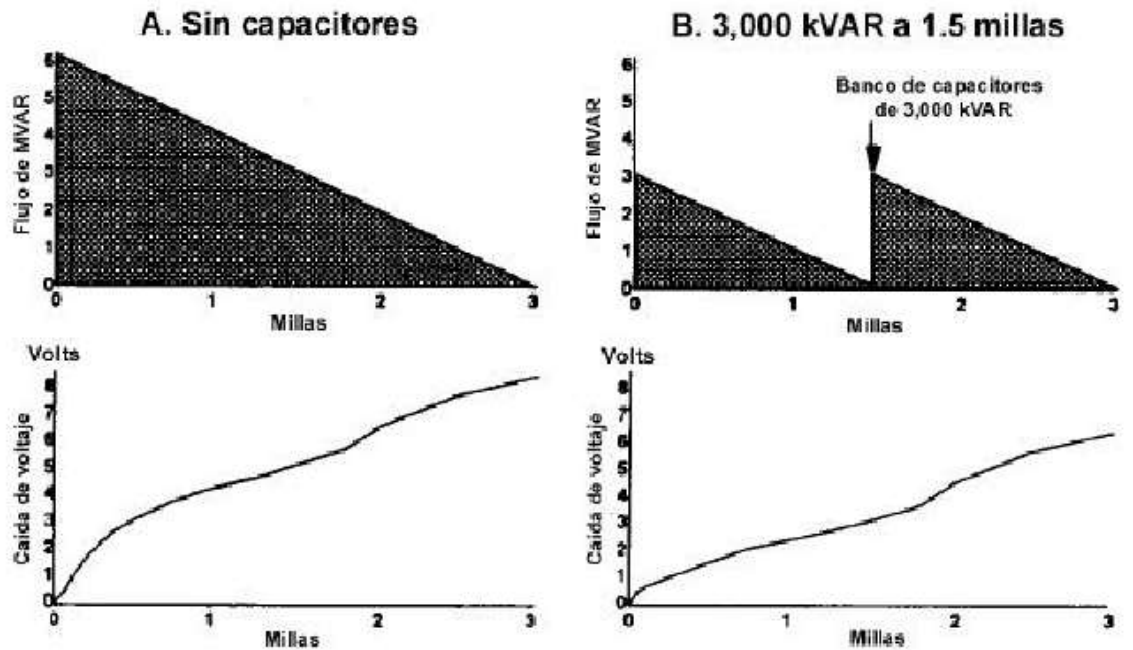 A. Sin capacitores
6
5
4
3
2
1
0
Flujo de MVAR
0 1 2 3
Millas
B. 3,000 kVAR a 1.5 millas
6
5
4
3
2
1
0
Flujo de MVAR
Banco de capacitores
de 3,000 kVAR
0 1 2 3
Millas
Volts
8
7
6
5
4
3
2
1
0
Caida de voltaje
0 1 2 3
Millas
Volts
8
7
6
5
4
3
2
1
0
Caida de voltaje
0 1 2 3
Millas